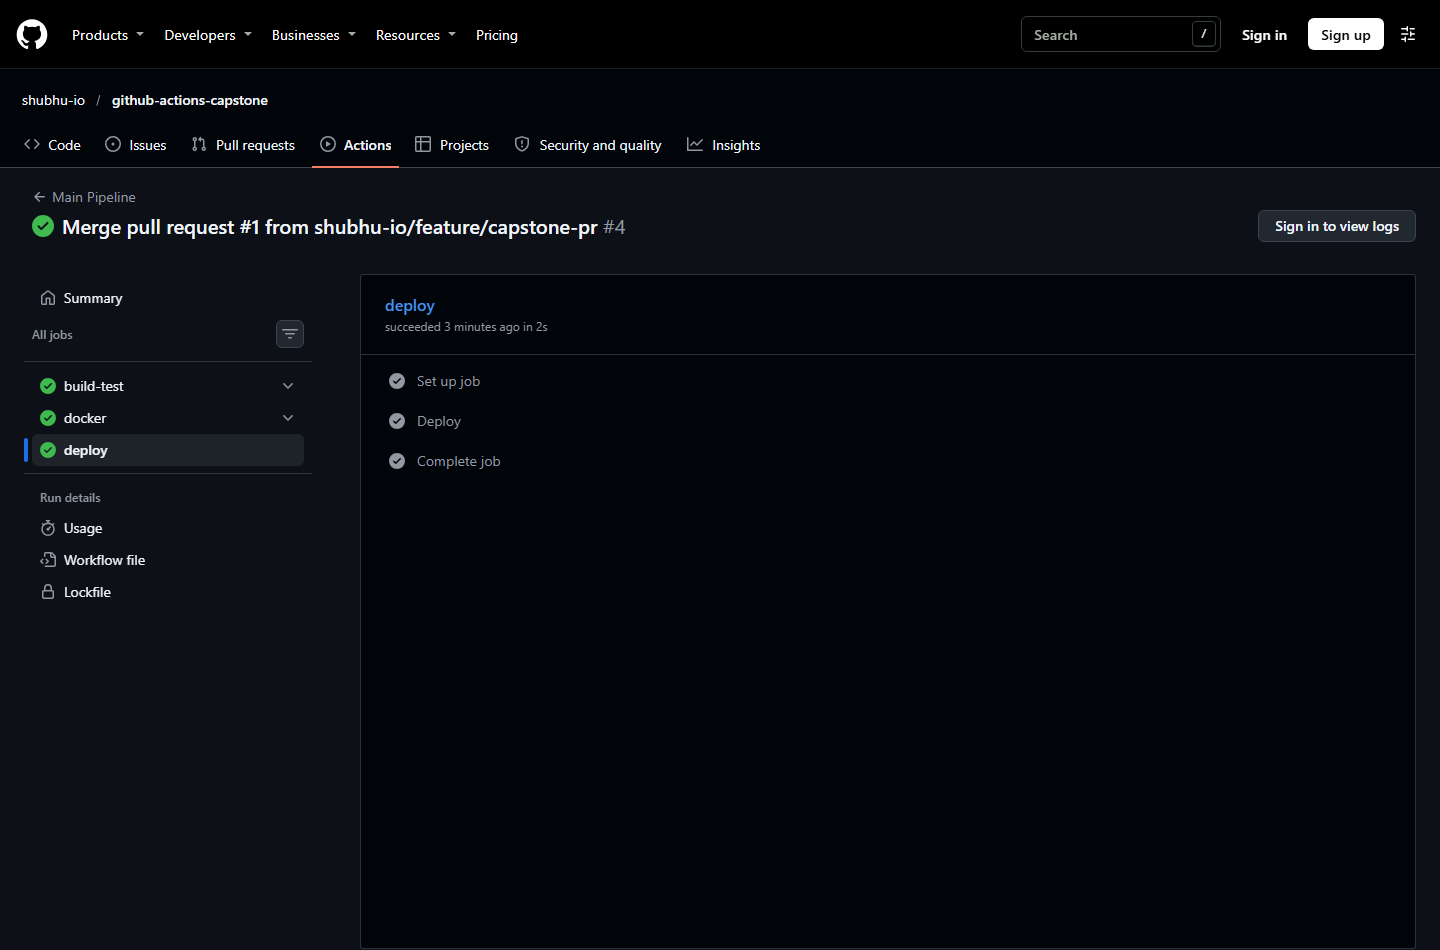 Products Developers Businesses Resources Pricing Search / Sign in Sign up
shubhu-io / github-actions-capstone
Code Issues Pull requests Actions Projects Security and quality Insights
Main Pipeline
Merge pull request #1 from shubhu-io/feature/capstone-pr #4
Sign in to view logs
Summary
All jobs
build-test
docker
deploy
Run details
Usage
Workflow file
Lockfile
deploy
succeeded 3 minutes ago in 2s
Set up job
Deploy
Complete job